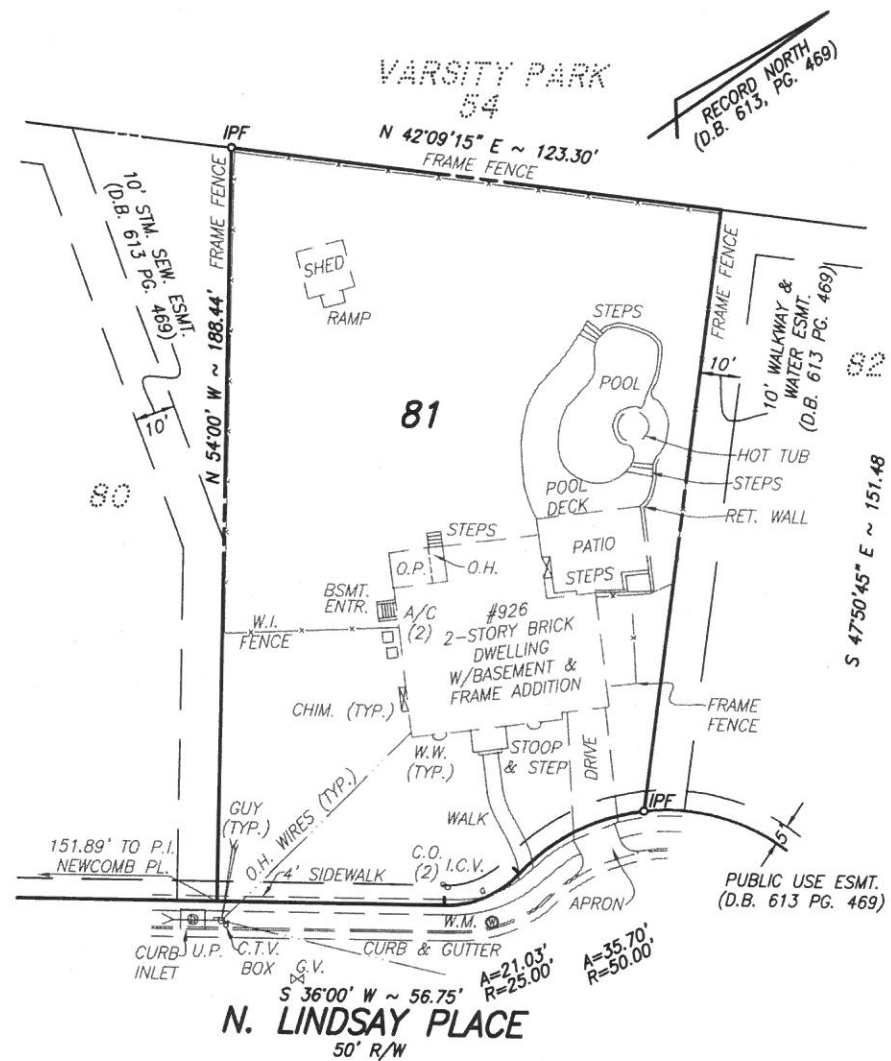 VARSITY PARK
54
RECORD NORTH
(D.B. 613, PG. 469)
IPF
N 42°09'15" E ~ 123.30'
FRAME FENCE
10' STM. SEW. ESMT.
(D.B. 613 PG. 469)
FRAME FENCE
N 54°00' W ~ 188.44'
SHED
RAMP
STEPS
POOL
FRAME FENCE
10'
10' WALKWAY &
WATER ESMT.
(D.B. 613 PG. 469)
82
10'
81
80
HOT TUB
STEPS
POOL
DECK
RET. WALL
S 47°50'45" E ~ 151.48
STEPS
PATIO
O.P.
O.H.
STEPS
BSMT.
ENTR.
A/C
(2)
#926
2-STORY BRICK
DWELLING
W/BASEMENT &
FRAME ADDITION
W.I.
FENCE
CHIM. (TYP.)
FRAME
FENCE
W.W.
(TYP.)
STOOP
& STEP
DRIVE
IPF
GUY
(TYP.)
O.H. WIRES (TYP.)
WALK
151.89' TO P.I.
NEWCOMB PL.
4' SIDEWALK
C.O.
(2)
I.C.V.
5'
PUBLIC USE ESMT.
(D.B. 613 PG. 469)
APRON
W.M.
W
CURB
INLET
U.P.
C.T.V.
BOX
CURB & GUTTER
G.V.
A=21.03'
R=25.00'
A=35.70'
R=50.00'
S 36°00' W ~ 56.75'
N. LINDSAY PLACE
50' R/W